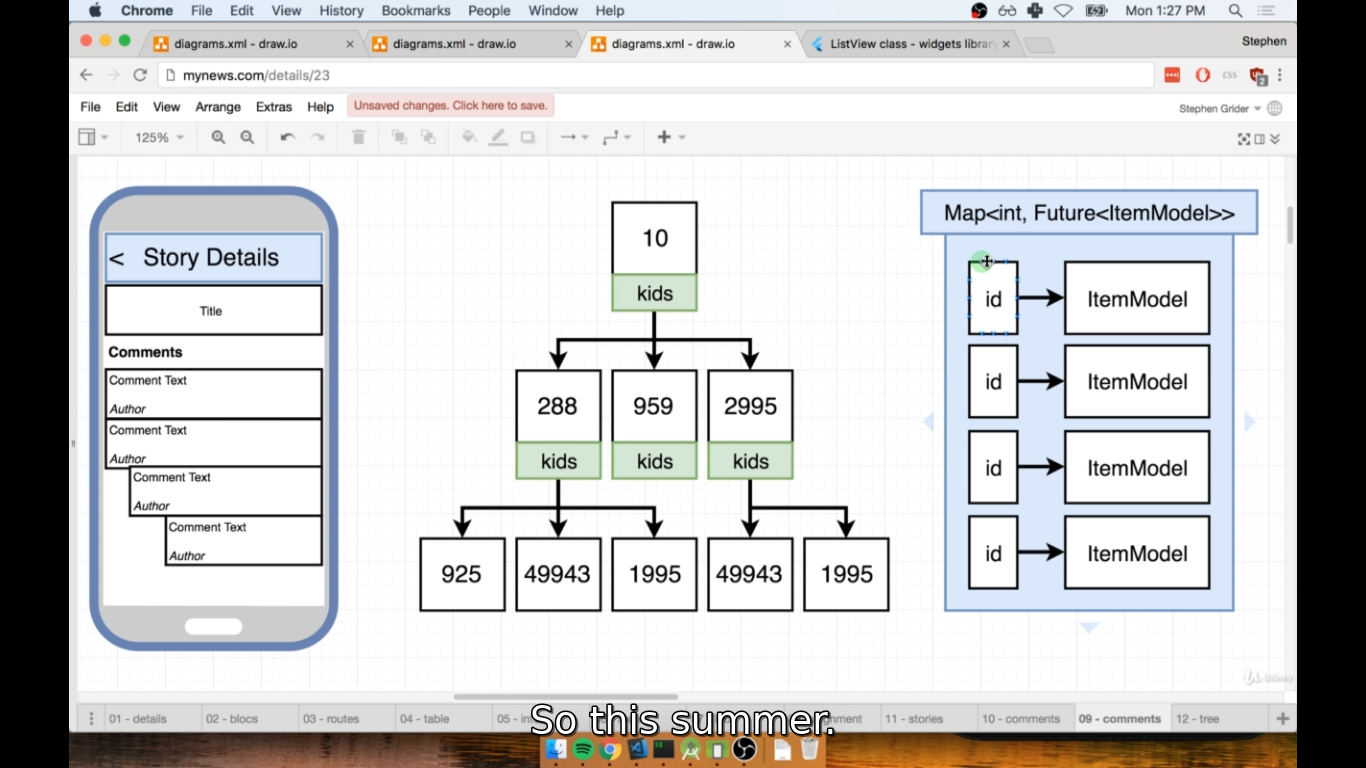 Chrome File Edit View History Bookmarks People Window Help Mon 1:27 PM
diagrams.xml - draw.io diagrams.xml - draw.io diagrams.xml - draw.io ListView class - widgets library Stephen
mynews.com/details/23 CSS 2
File Edit View Arrange Extras Help Unsaved changes. Click here to save. Stephen Grider
125%
< Story Details
Title
Comments
Comment Text
Author
Comment Text
Author
Comment Text
Author
Comment Text
Author
10
kids
288 959 2995
kids kids kids
925 49943 1995 49943 1995
Map<int, Future<ItemModel>>
id ItemModel
id ItemModel
id ItemModel
id ItemModel
Udemy
01 - details 02 - blocs 03 - routes 04 - table 11 - stories 10 - comments 09 - comments 12 - tree
So this summer.